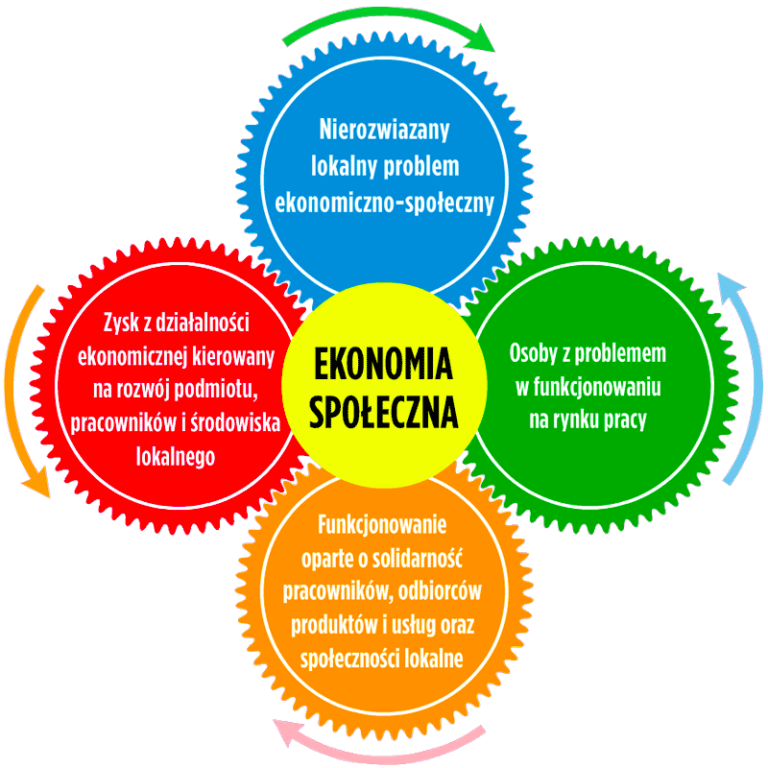 Nierozwiazany
lokalny problem
ekonomiczno-społeczny
Zysk z działalności
ekonomicznej kierowany
na rozwój podmiotu,
pracowników i środowiska
lokalnego
EKONOMIA
SPOŁECZNA
Osoby z problemem
w funkcjonowaniu
na rynku pracy
Funkcjonowanie
oparte o solidarność
pracowników, odbiorców
produktów i usług oraz
społeczności lokalne